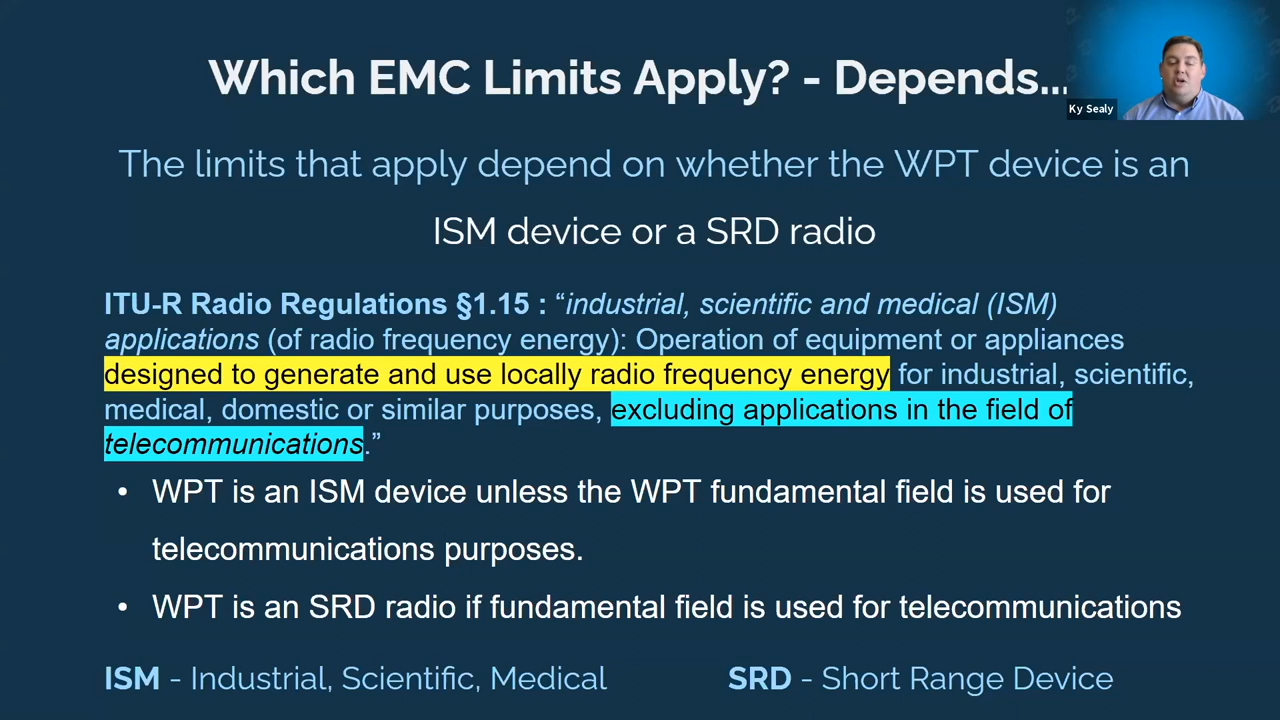 Which EMC Limits Apply? - Depends...
Ky Sealy
The limits that apply depend on whether the WPT device is an
ISM device or a SRD radio
ITU-R Radio Regulations §1.15 : “industrial, scientific and medical (ISM)
applications (of radio frequency energy): Operation of equipment or appliances
designed to generate and use locally radio frequency energy for industrial, scientific,
medical, domestic or similar purposes, excluding applications in the field of
telecommunications.”
• WPT is an ISM device unless the WPT fundamental field is used for
telecommunications purposes.
• WPT is an SRD radio if fundamental field is used for telecommunications
ISM - Industrial, Scientific, Medical
SRD - Short Range Device